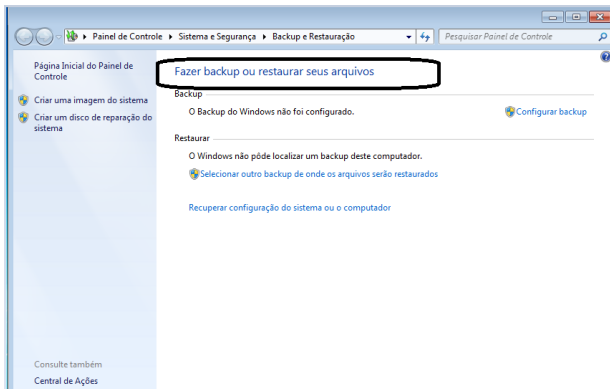 Painel de Controle Sistema e Segurança Backup e Restauração Pesquisar Painel de Controle
Página Inicial do Painel de
Controle
Criar uma imagem do sistema
Criar um disco de reparação do
sistema
Fazer backup ou restaurar seus arquivos
Backup
O Backup do Windows não foi configurado. Configurar backup
Restaurar
O Windows não pôde localizar um backup deste computador.
Selecionar outro backup de onde os arquivos serão restaurados
Recuperar configuração do sistema ou o computador
Consulte também
Central de Ações